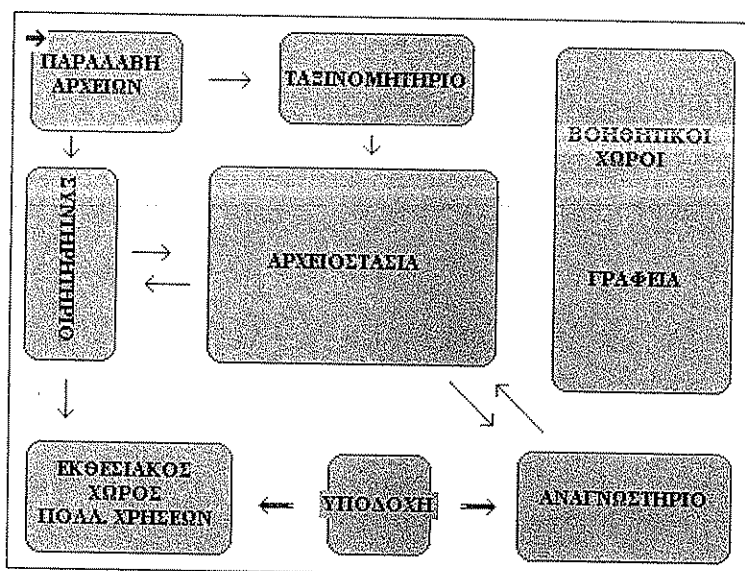 ΠΑΡΑΛΑΒΗ
ΑΡΧΕΙΩΝ
ΤΑΞΙΝΟΜΗΤΗΡΙΟ
ΒΟΗΘΗΤΙΚΟΙ
ΧΩΡΟΙ
ΓΡΑΦΕΙΑ
ΣΥΝΤΗΡΗΤΗΡΙΟ
ΑΡΧΕΙΟΣΤΑΣΙΑ
ΕΚΘΕΣΙΑΚΟΣ
ΧΩΡΟΣ
ΠΟΛΛ. ΧΡΗΣΕΩΝ
ΥΠΟΔΟΧΗ
ΑΝΑΓΝΩΣΤΗΡΙΟ